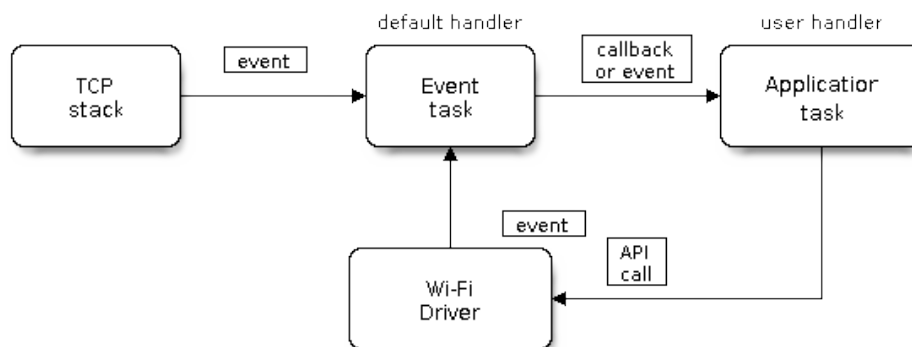 default handler
user handler
event
callback
or event
TCP
stack
Event
task
Application
task
event
API
call
Wi-Fi
Driver